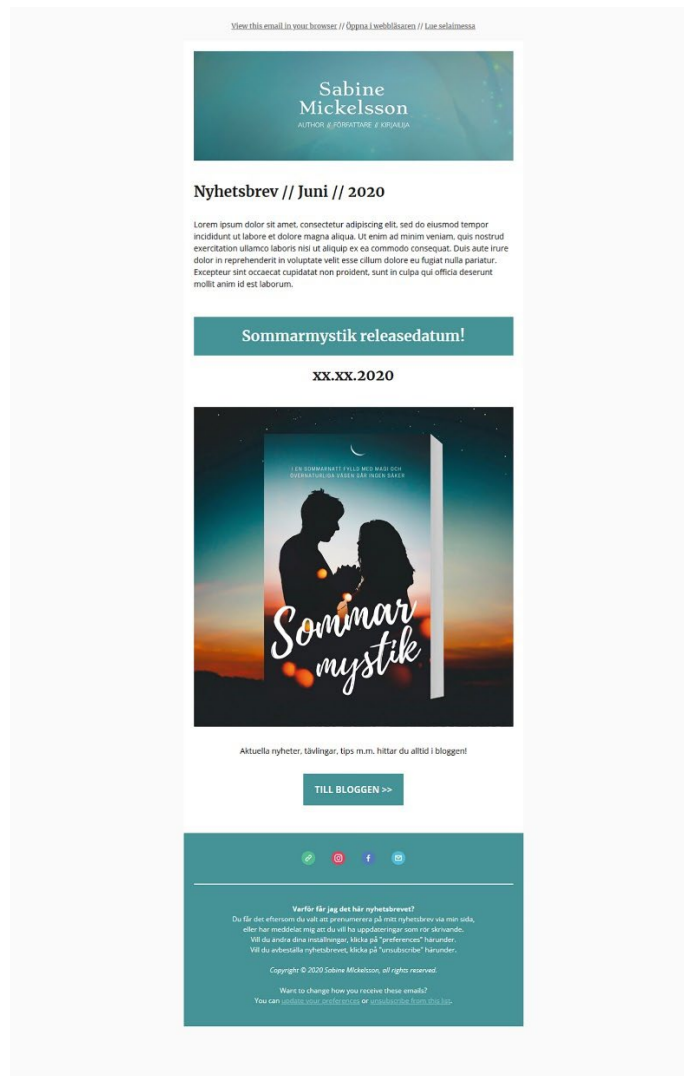 View this email in your browser // Öppna i webbläsaren // Lue selaimessa
Sabine
Mickelsson
AUTHOR // FÖRFATTARE // KIRJAILIJA
Nyhetsbrev // Juni // 2020
Lorem ipsum dolor sit amet, consectetur adipiscing elit, sed do eiusmod tempor
incididunt ut labore et dolore magna aliqua. Ut enim ad minim veniam, quis nostrud
exercitation ullamco laboris nisi ut aliquip ex ea commodo consequat. Duis aute irure
dolor in reprehenderit in voluptate velit esse cillum dolore eu fugiat nulla pariatur.
Excepteur sint occaecat cupidatat non proident, sunt in culpa qui officia deserunt
mollit anim id est laborum.
Sommarmystik releasedatum!
xx.xx.2020
I EN SOMMARNATT FYLLD MED MAGI OCH
ÖVERNATURLIGA VÄSEN GÅR INGEN SÄKER
Sommar
mystik
Aktuella nyheter, tävlingar, tips m.m. hittar du alltid i bloggen!
TILL BLOGGEN >>
Varför får jag det här nyhetsbrevet?
Du får det eftersom du valt att prenumerera på mitt nyhetsbrev via min sida,
eller har meddelat mig att du vill ha uppdateringar som rör skrivande.
Vill du ändra dina inställningar, klicka på "preferences" härunder.
Vill du avbeställa nyhetsbrevet, klicka på "unsubscribe" härunder.
Copyright © 2020 Sabine Mickelsson, all rights reserved.
Want to change how you receive these emails?
You can update your preferences or unsubscribe from this list.